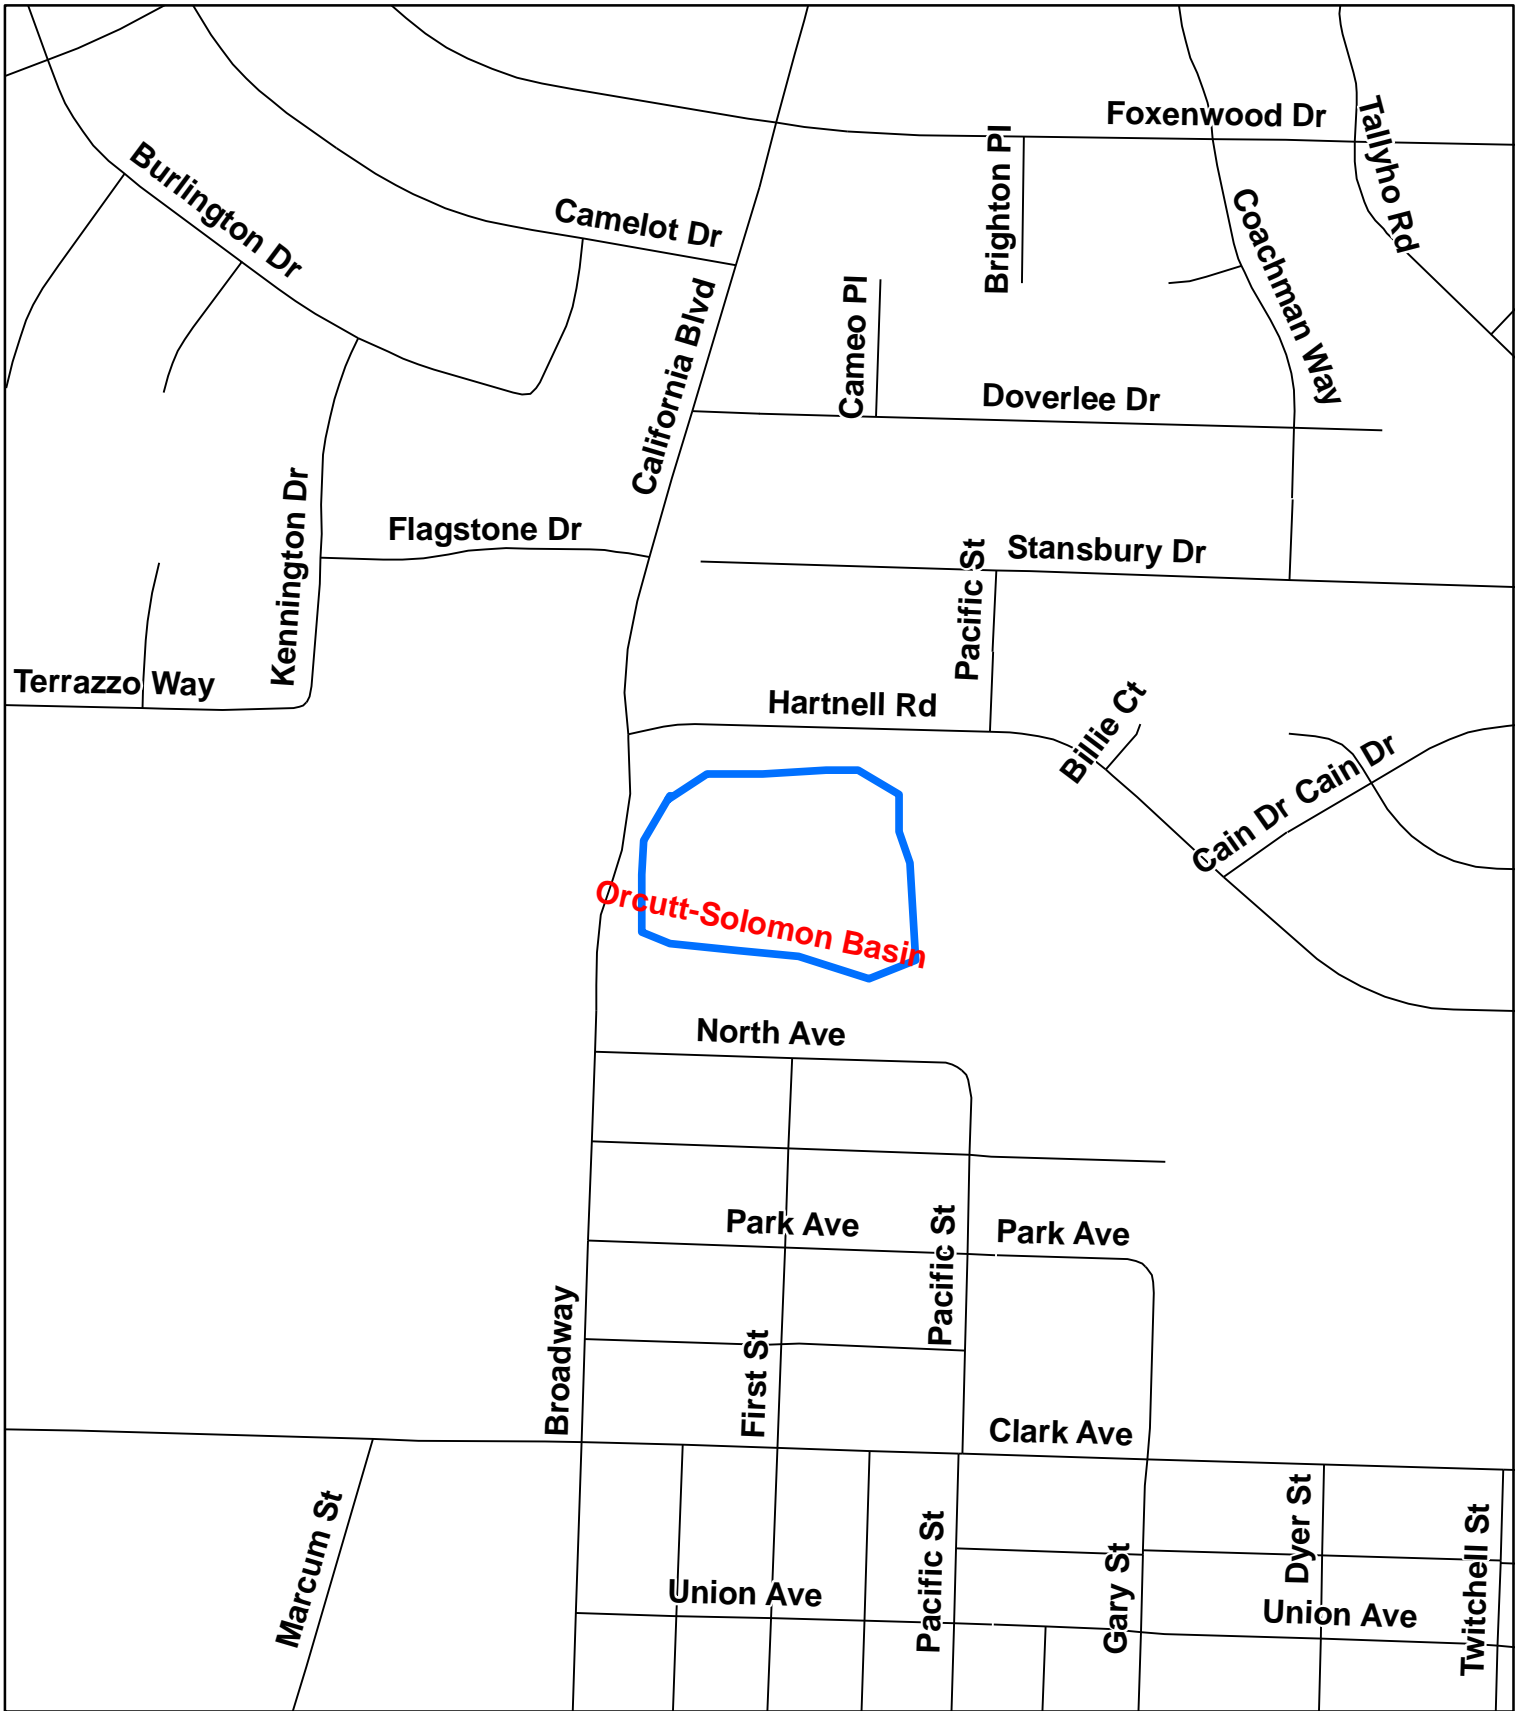 Foxenwood Dr
Tallyho Rd
Brighton Pl
Burlington Dr
Camelot Dr
Coachman Way
California Blvd
Cameo Pl
Doverlee Dr
Kennington Dr
Flagstone Dr
Pacific St
Stansbury Dr
Terrazzo Way
Hartnell Rd
Billie Ct
Cain Dr
Cain Dr
Orcutt-Solomon Basin
North Ave
Park Ave
Pacific St
Park Ave
Broadway
First St
Clark Ave
Marcum St
Pacific St
Dyer St
Gary St
Twitchell St
Union Ave
Union Ave